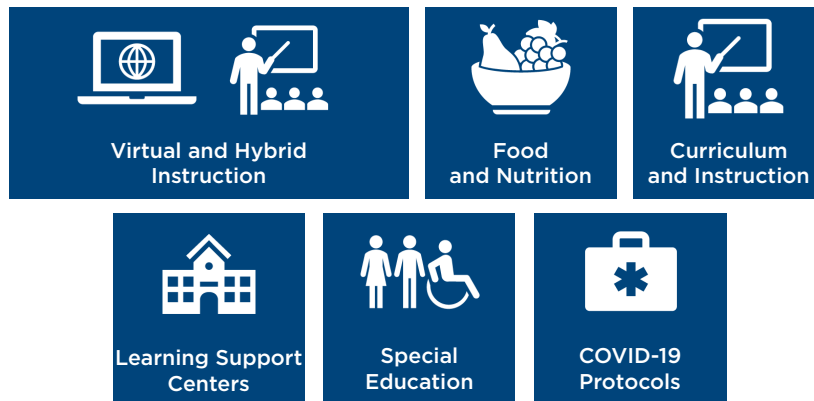 Virtual and Hybrid
Instruction
Food
and Nutrition
Curriculum
and Instruction
Learning Support
Centers
Special
Education
COVID-19
Protocols